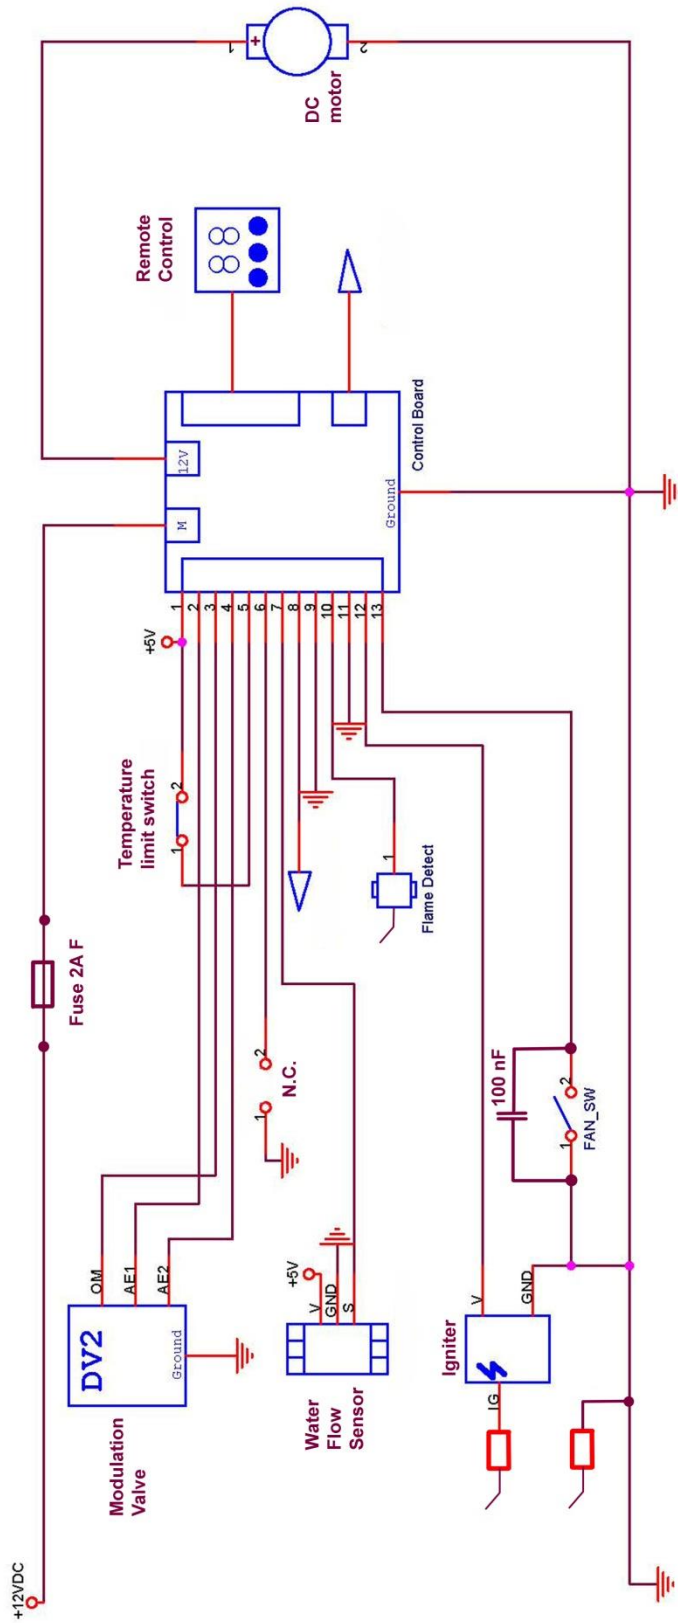 +12VDC
Fuse 2A F
Modulation
Valve
DV2
Ground
OM
AE1
AE2
Temperature
limit switch
1
2
+5V
1
2
N.C.
Water
Flow
Sensor
+5V
V
GND
S
Flame Detect
1
Igniter
IG
V
GND
100 nF
1
2
FAN_SW
1
2
3
4
5
6
7
8
9
10
11
12
13
M
12V
Ground
Control Board
Remote
Control
88
1
+
2
DC
motor